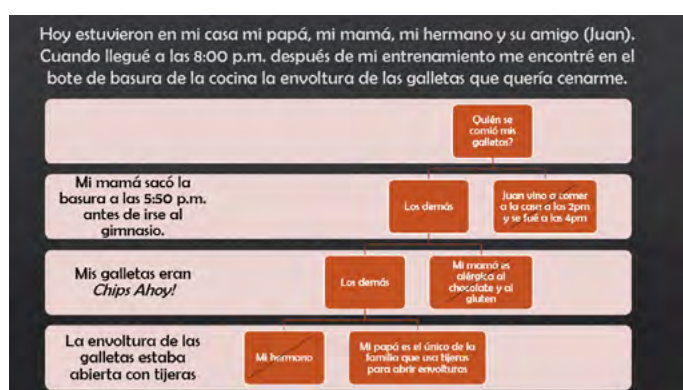 Hoy estuvieron en mi casa mi papá, mi mamá, mi hermano y su amigo (Juan).
Cuando llegué a las 8:00 p.m. después de mi entrenamiento me encontré en el
bote de basura de la cocina la envoltura de las galletas que quería cenarme.
Quién se
comió mis
galletas?
Mi mamá sacó la
basura a las 5:50 p.m.
antes de irse al
gimnasio.
Los demás
Juan vino a comer
a la casa a las 2pm
y se fué a las 4pm
Mis galletas eran
Chips Ahoy!
Los demás
Mi mamá es
alérgica al
chocolate y al
gluten
La envoltura de las
galletas estaba
abierta con tijeras
Mi hermano
Mi papá es el único de la
familia que usa tijeras
para abrir envolturas